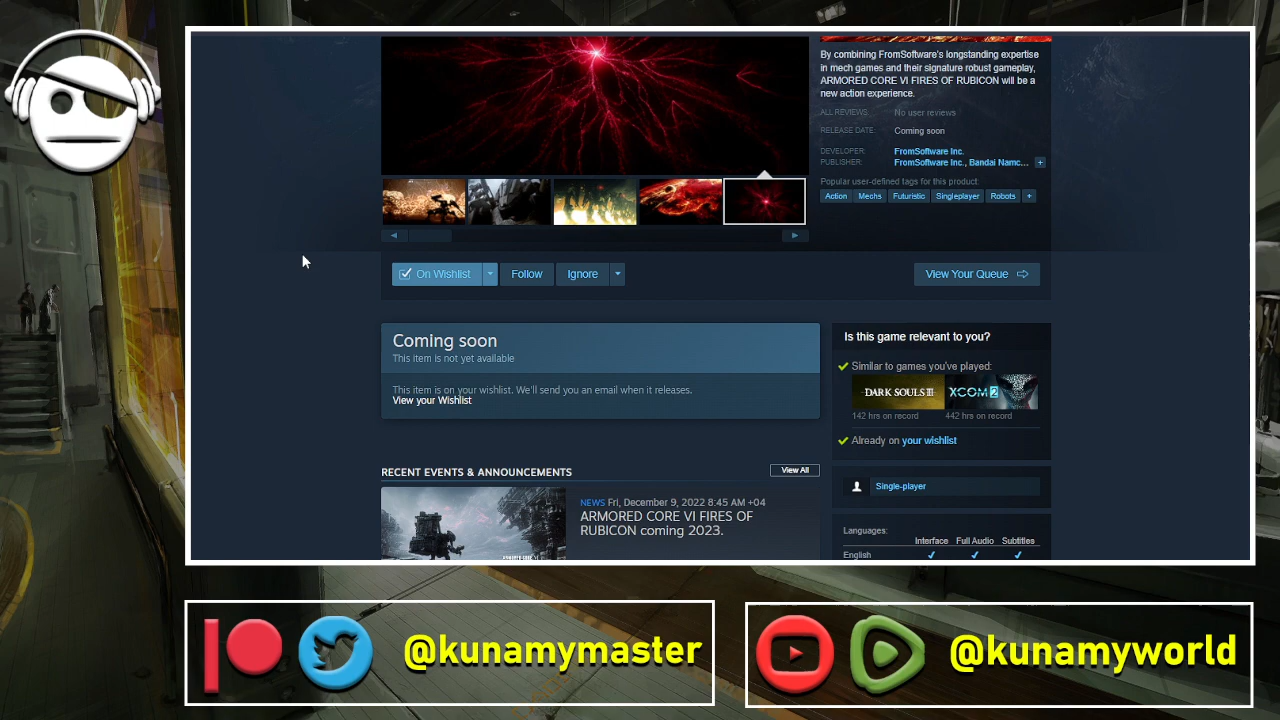 By combining FromSoftware's longstanding expertise
in mech games and their signature robust gameplay,
ARMORED CORE VI FIRES OF RUBICON will be a
new action experience.
ALL REVIEWS: No user reviews
RELEASE DATE: Coming soon
DEVELOPER: FromSoftware Inc.
PUBLISHER: FromSoftware Inc., Bandai Namc... +
Popular user-defined tags for this product:
Action Mechs Futuristic Singleplayer Robots +
On Wishlist Follow Ignore View Your Queue
Coming soon
This item is not yet available
This item is on your wishlist. We'll send you an email when it releases.
View your Wishlist
Is this game relevant to you?
Similar to games you've played:
DARK SOULS III XCOM 2
142 hrs on record 442 hrs on record
Already on your wishlist
RECENT EVENTS & ANNOUNCEMENTS View All
NEWS Fri, December 9, 2022 8:45 AM +04
ARMORED CORE VI FIRES OF
RUBICON coming 2023.
Single-player
Languages:
Interface Full Audio Subtitles
English ✓ ✓ ✓
@kunamymaster
@kunamyworld